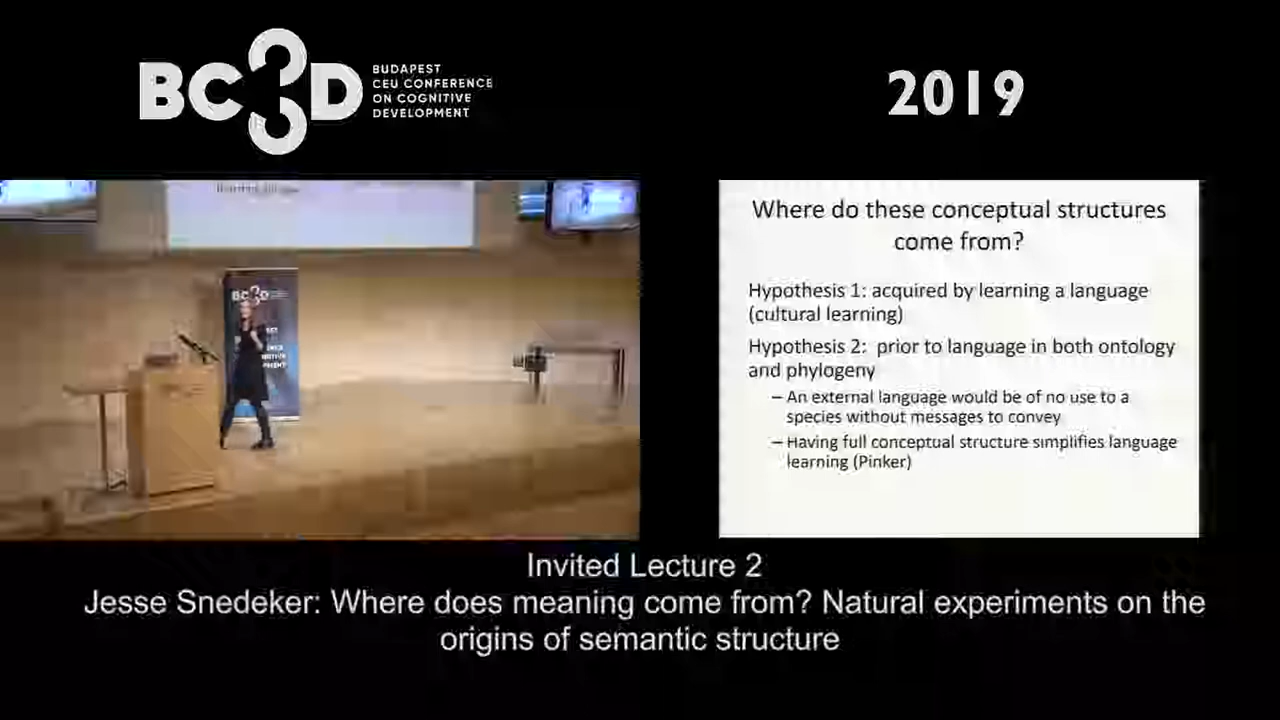 BC3D
BUDAPEST
CEU CONFERENCE
ON COGNITIVE
DEVELOPMENT
2019
BC3D
Where do these conceptual structures
come from?
Hypothesis 1: acquired by learning a language
(cultural learning)
Hypothesis 2: prior to language in both ontology
and phylogeny
– An external language would be of no use to a
species without messages to convey
– Having full conceptual structure simplifies language
learning (Pinker)
Invited Lecture 2
Jesse Snedeker: Where does meaning come from? Natural experiments on the
origins of semantic structure